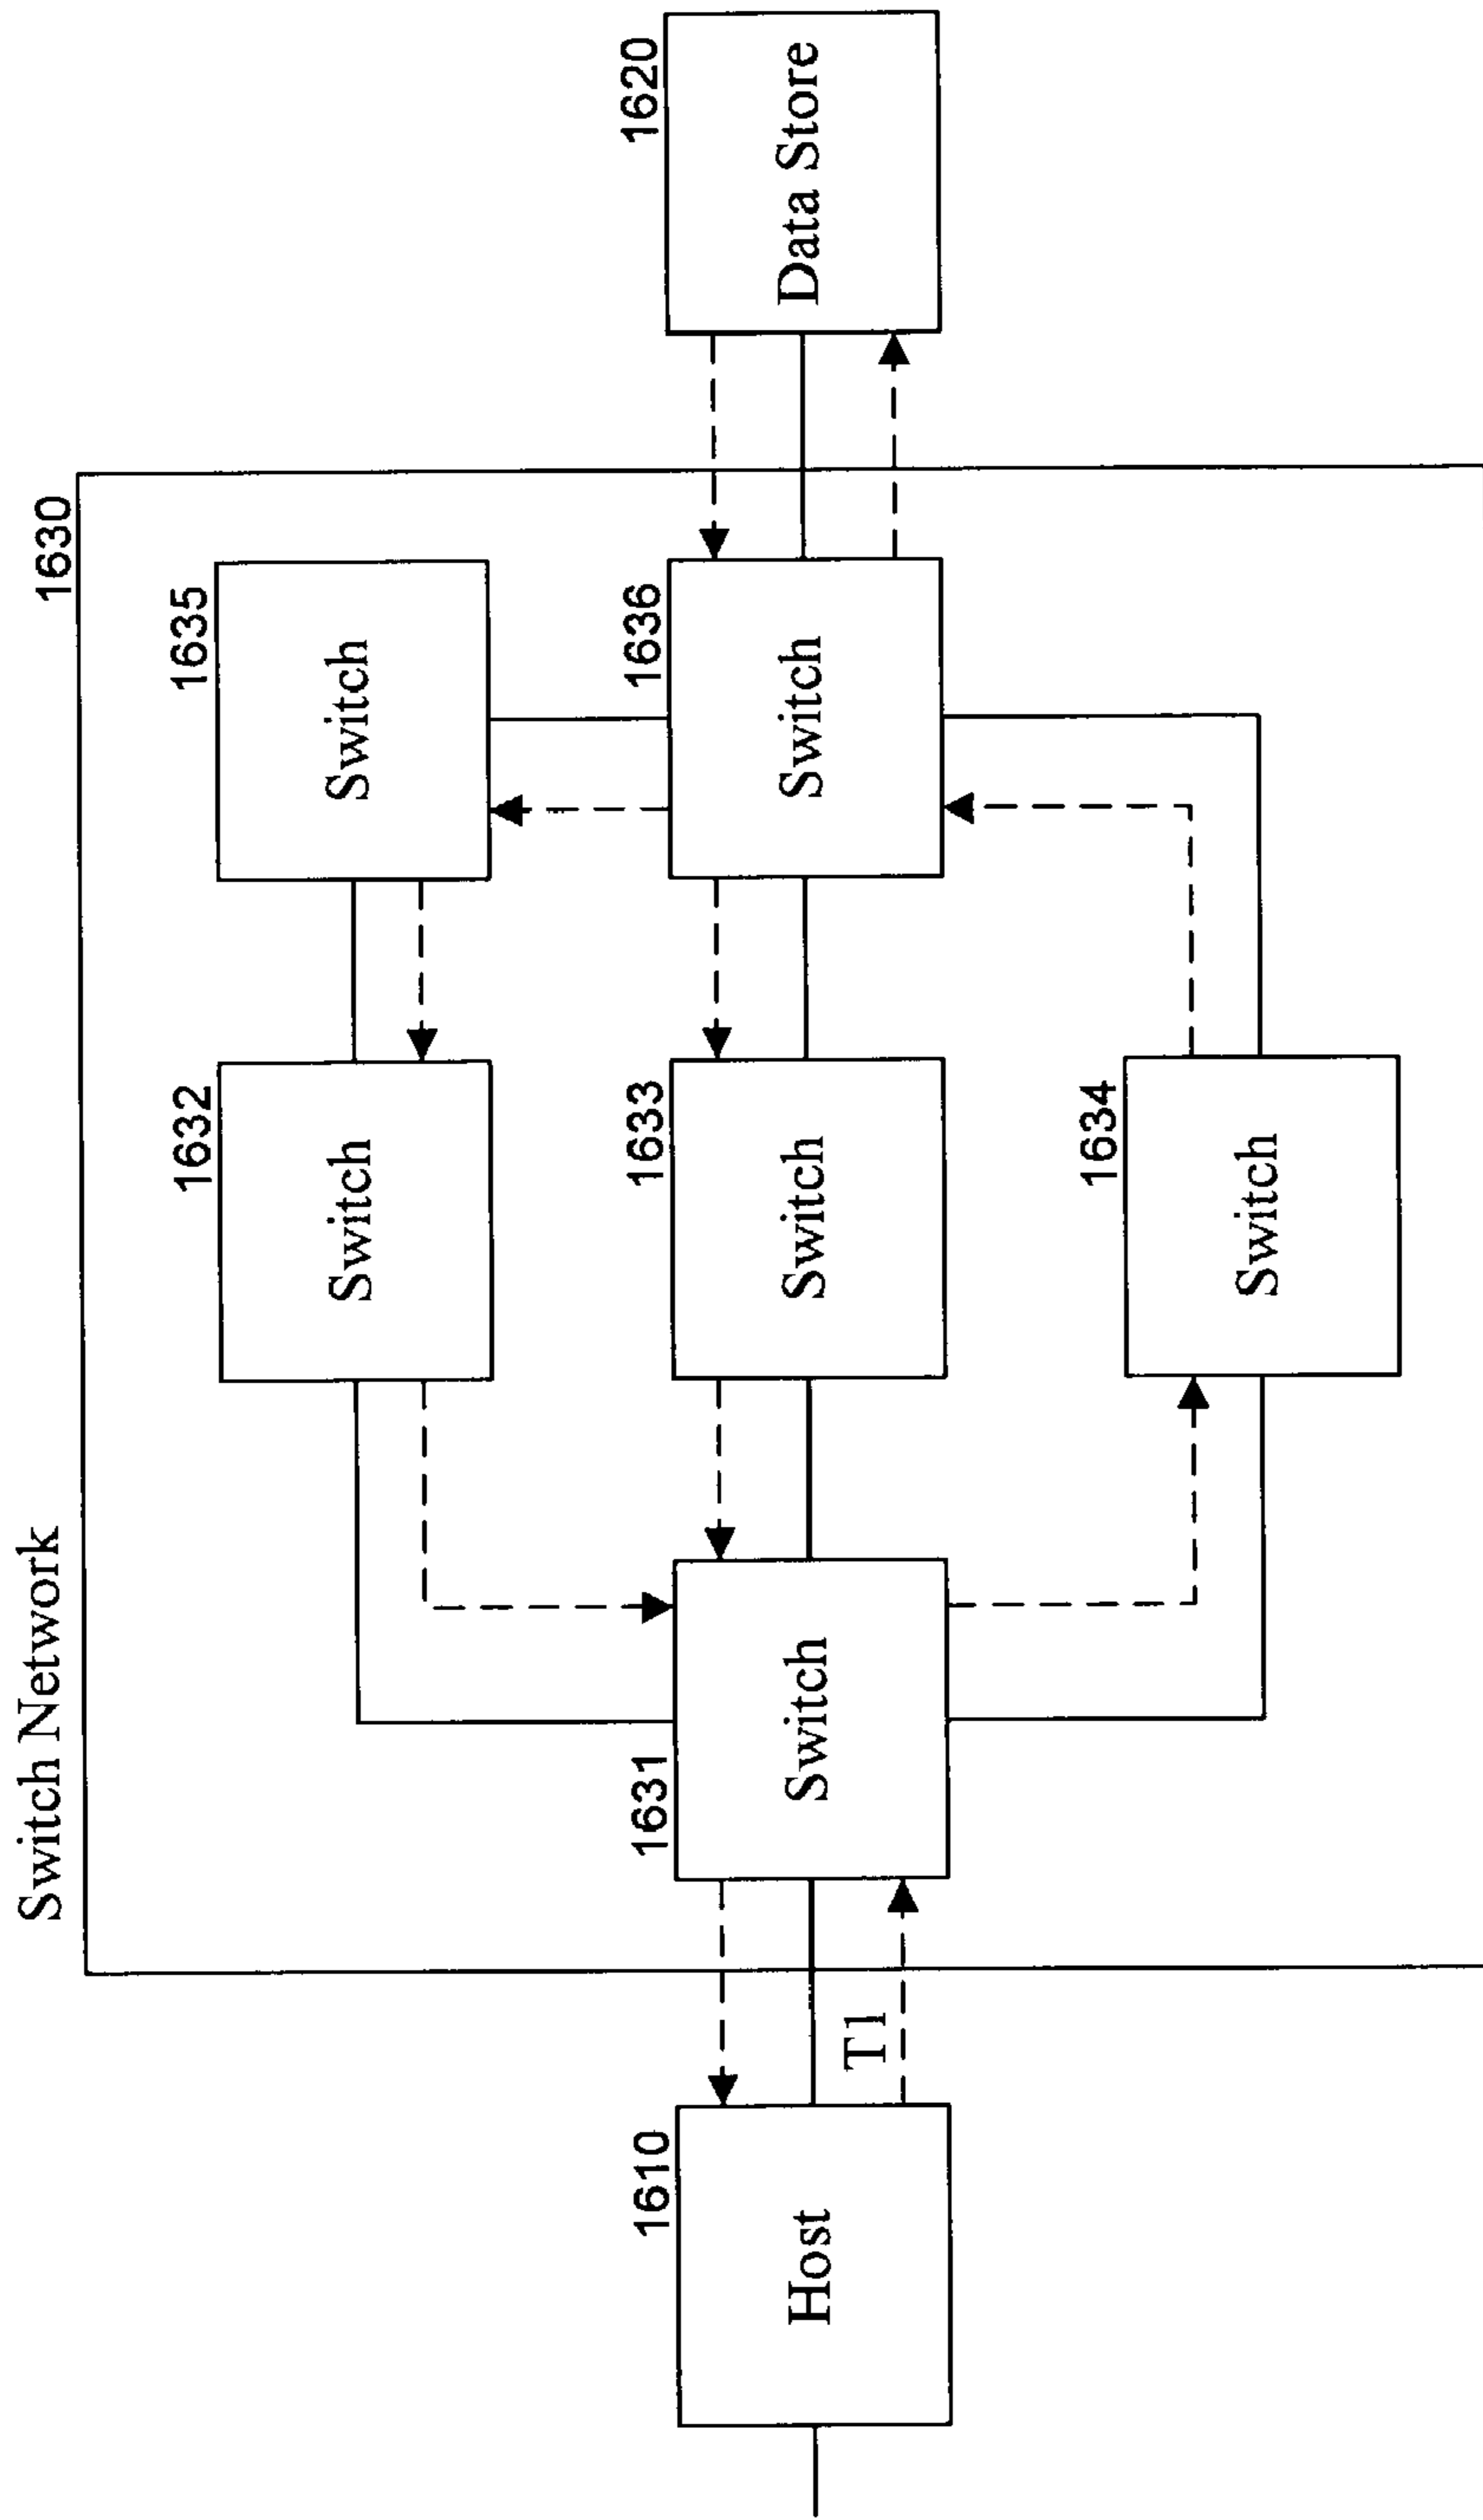 Switch Network
1630
1632
Switch
1635
Switch
1610
Host
T1
1631
Switch
1633
Switch
1636
Switch
1620
Data Store
1634
Switch